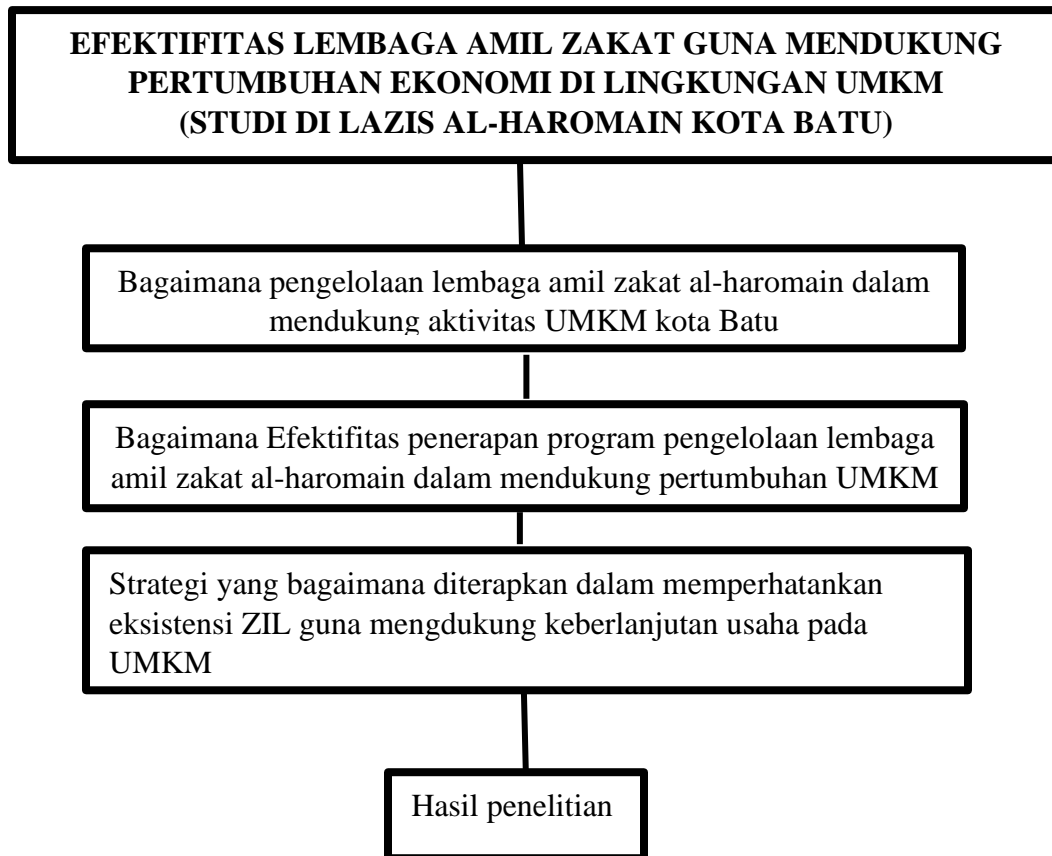 EFEKTIFITAS LEMBAGA AMIL ZAKAT GUNA MENDUKUNG
PERTUMBUHAN EKONOMI DI LINGKUNGAN UMKM
(STUDI DI LAZIS AL-HAROMAIN KOTA BATU)
Bagaimana pengelolaan lembaga amil zakat al-haromain dalam
mendukung aktivitas UMKM kota Batu
Bagaimana Efektifitas penerapan program pengelolaan lembaga
amil zakat al-haromain dalam mendukung pertumbuhan UMKM
Strategi yang bagaimana diterapkan dalam memperhatankan
eksistensi ZIL guna mengdukung keberlanjutan usaha pada
UMKM
Hasil penelitian